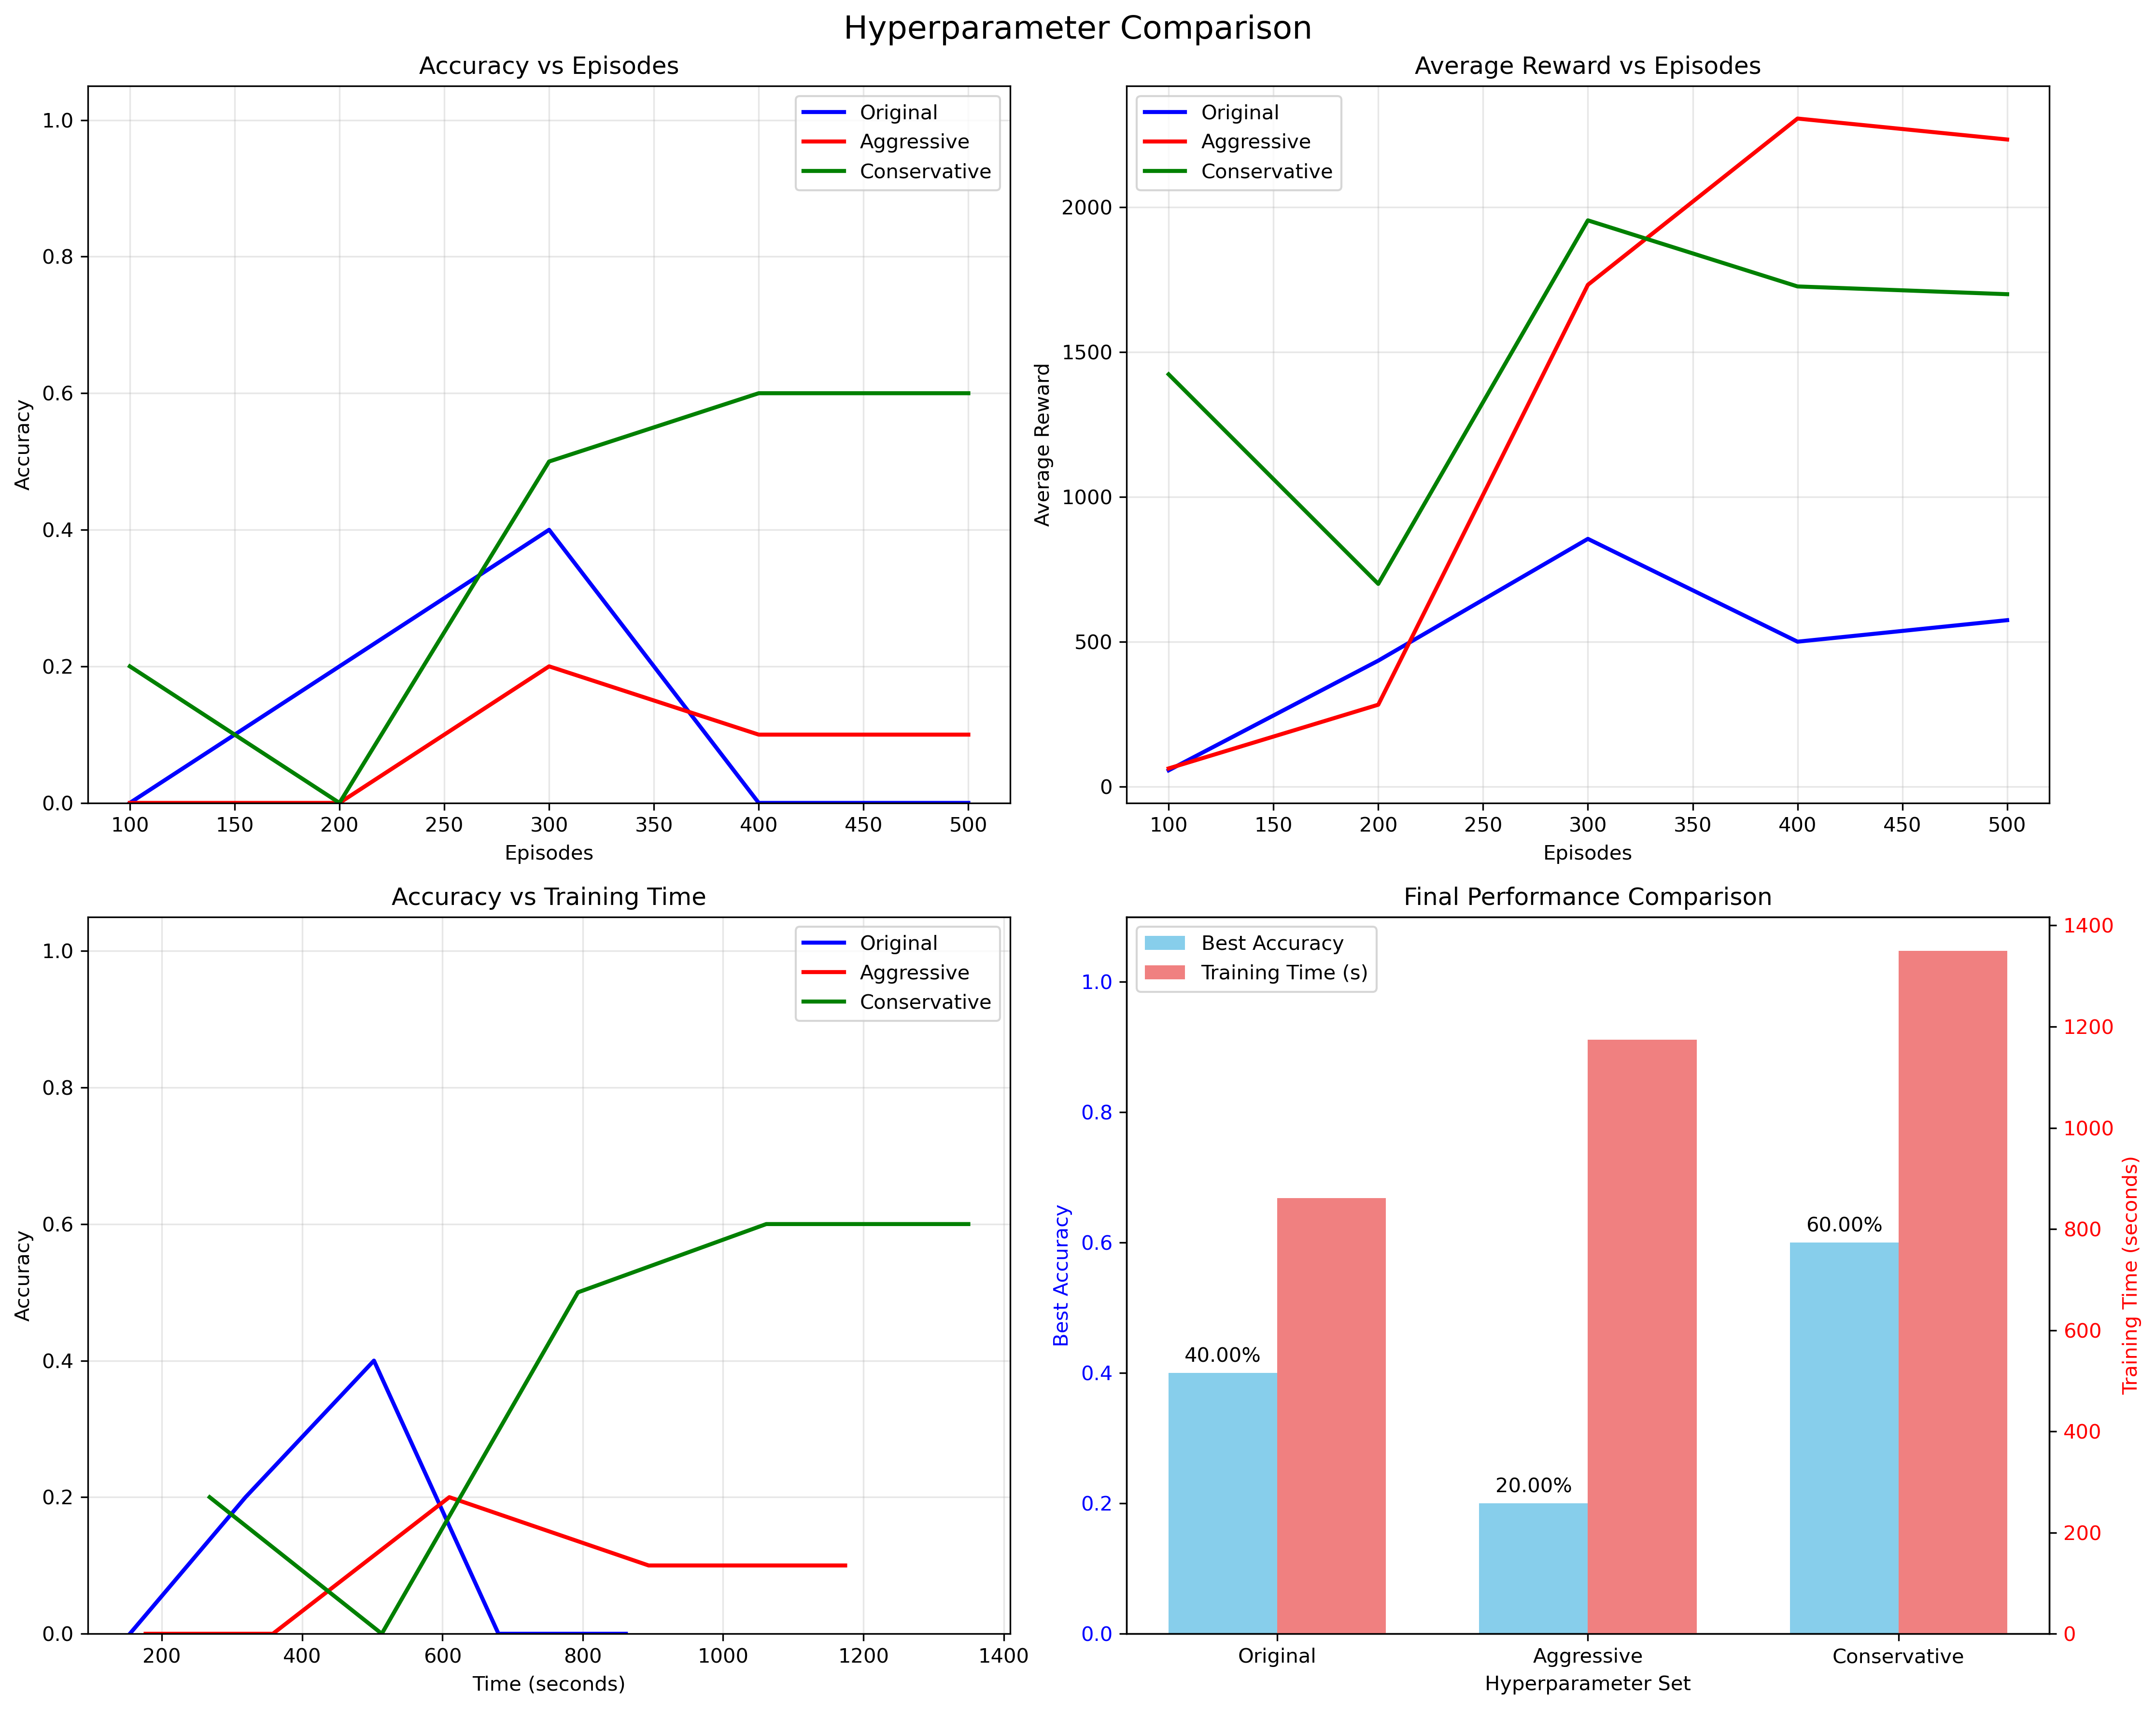 Hyperparameter Comparison
Accuracy vs Episodes
Original
Aggressive
Conservative
1.0
0.8
0.6
0.4
0.2
0.0
Accuracy
100 150 200 250 300 350 400 450 500
Episodes
Average Reward vs Episodes
Original
Aggressive
Conservative
2000
1500
1000
500
0
Average Reward
100 150 200 250 300 350 400 450 500
Episodes
Accuracy vs Training Time
Original
Aggressive
Conservative
1.0
0.8
0.6
0.4
0.2
0.0
Accuracy
200 400 600 800 1000 1200 1400
Time (seconds)
Final Performance Comparison
Best Accuracy
Training Time (s)
1.0
0.8
0.6
0.4
0.2
0.0
Best Accuracy
40.00%
20.00%
60.00%
1400
1200
1000
800
600
400
200
0
Training Time (seconds)
Original Aggressive Conservative
Hyperparameter Set